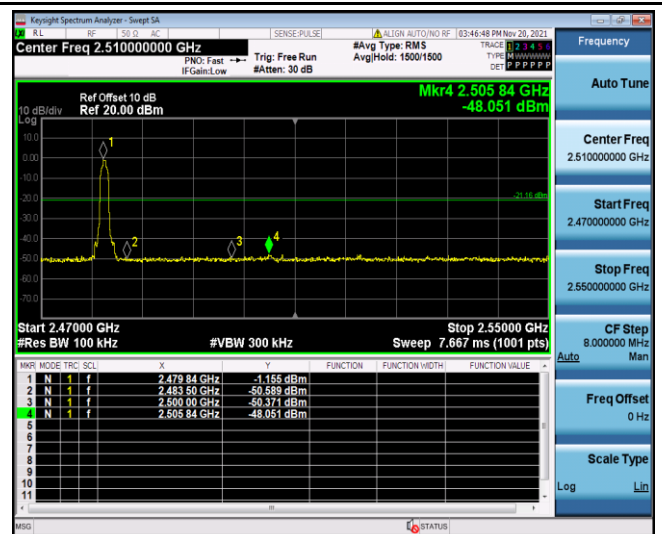 Keysight Spectrum Analyzer - Swept SA
RL RF 50 Ω AC SENSE:PULSE ALIGN AUTO/NO RF 03:46:48 PM Nov 20, 2021
Center Freq 2.510000000 GHz #Avg Type: RMS TRACE 1 2 3 4 5 6
PNO: Fast Trig: Free Run Avg|Hold: 1500/1500 TYPE M W W W W W
IFGain:Low #Atten: 30 dB DET P P P P P P
Mkr4 2.505 84 GHz
-48.051 dBm
Ref Offset 10 dB
10 dB/div Ref 20.00 dBm
Log
10.0
0.00
-10.0
-20.0
-30.0
-40.0
-50.0
-60.0
-70.0
1
2
3
4
-21.16 dBm
Start 2.47000 GHz Stop 2.55000 GHz
#Res BW 100 kHz #VBW 300 kHz Sweep 7.667 ms (1001 pts)
MKR MODE TRC SCL X Y FUNCTION FUNCTION WIDTH FUNCTION VALUE
1 N 1 f 2.479 84 GHz -1.155 dBm
2 N 1 f 2.483 50 GHz -50.589 dBm
3 N 1 f 2.500 00 GHz -50.371 dBm
4 N 1 f 2.505 84 GHz -48.051 dBm
5
6
7
8
9
10
11
MSG STATUS
Frequency
Auto Tune
Center Freq
2.510000000 GHz
Start Freq
2.470000000 GHz
Stop Freq
2.550000000 GHz
CF Step
8.000000 MHz
Auto Man
Freq Offset
0 Hz
Scale Type
Log Lin